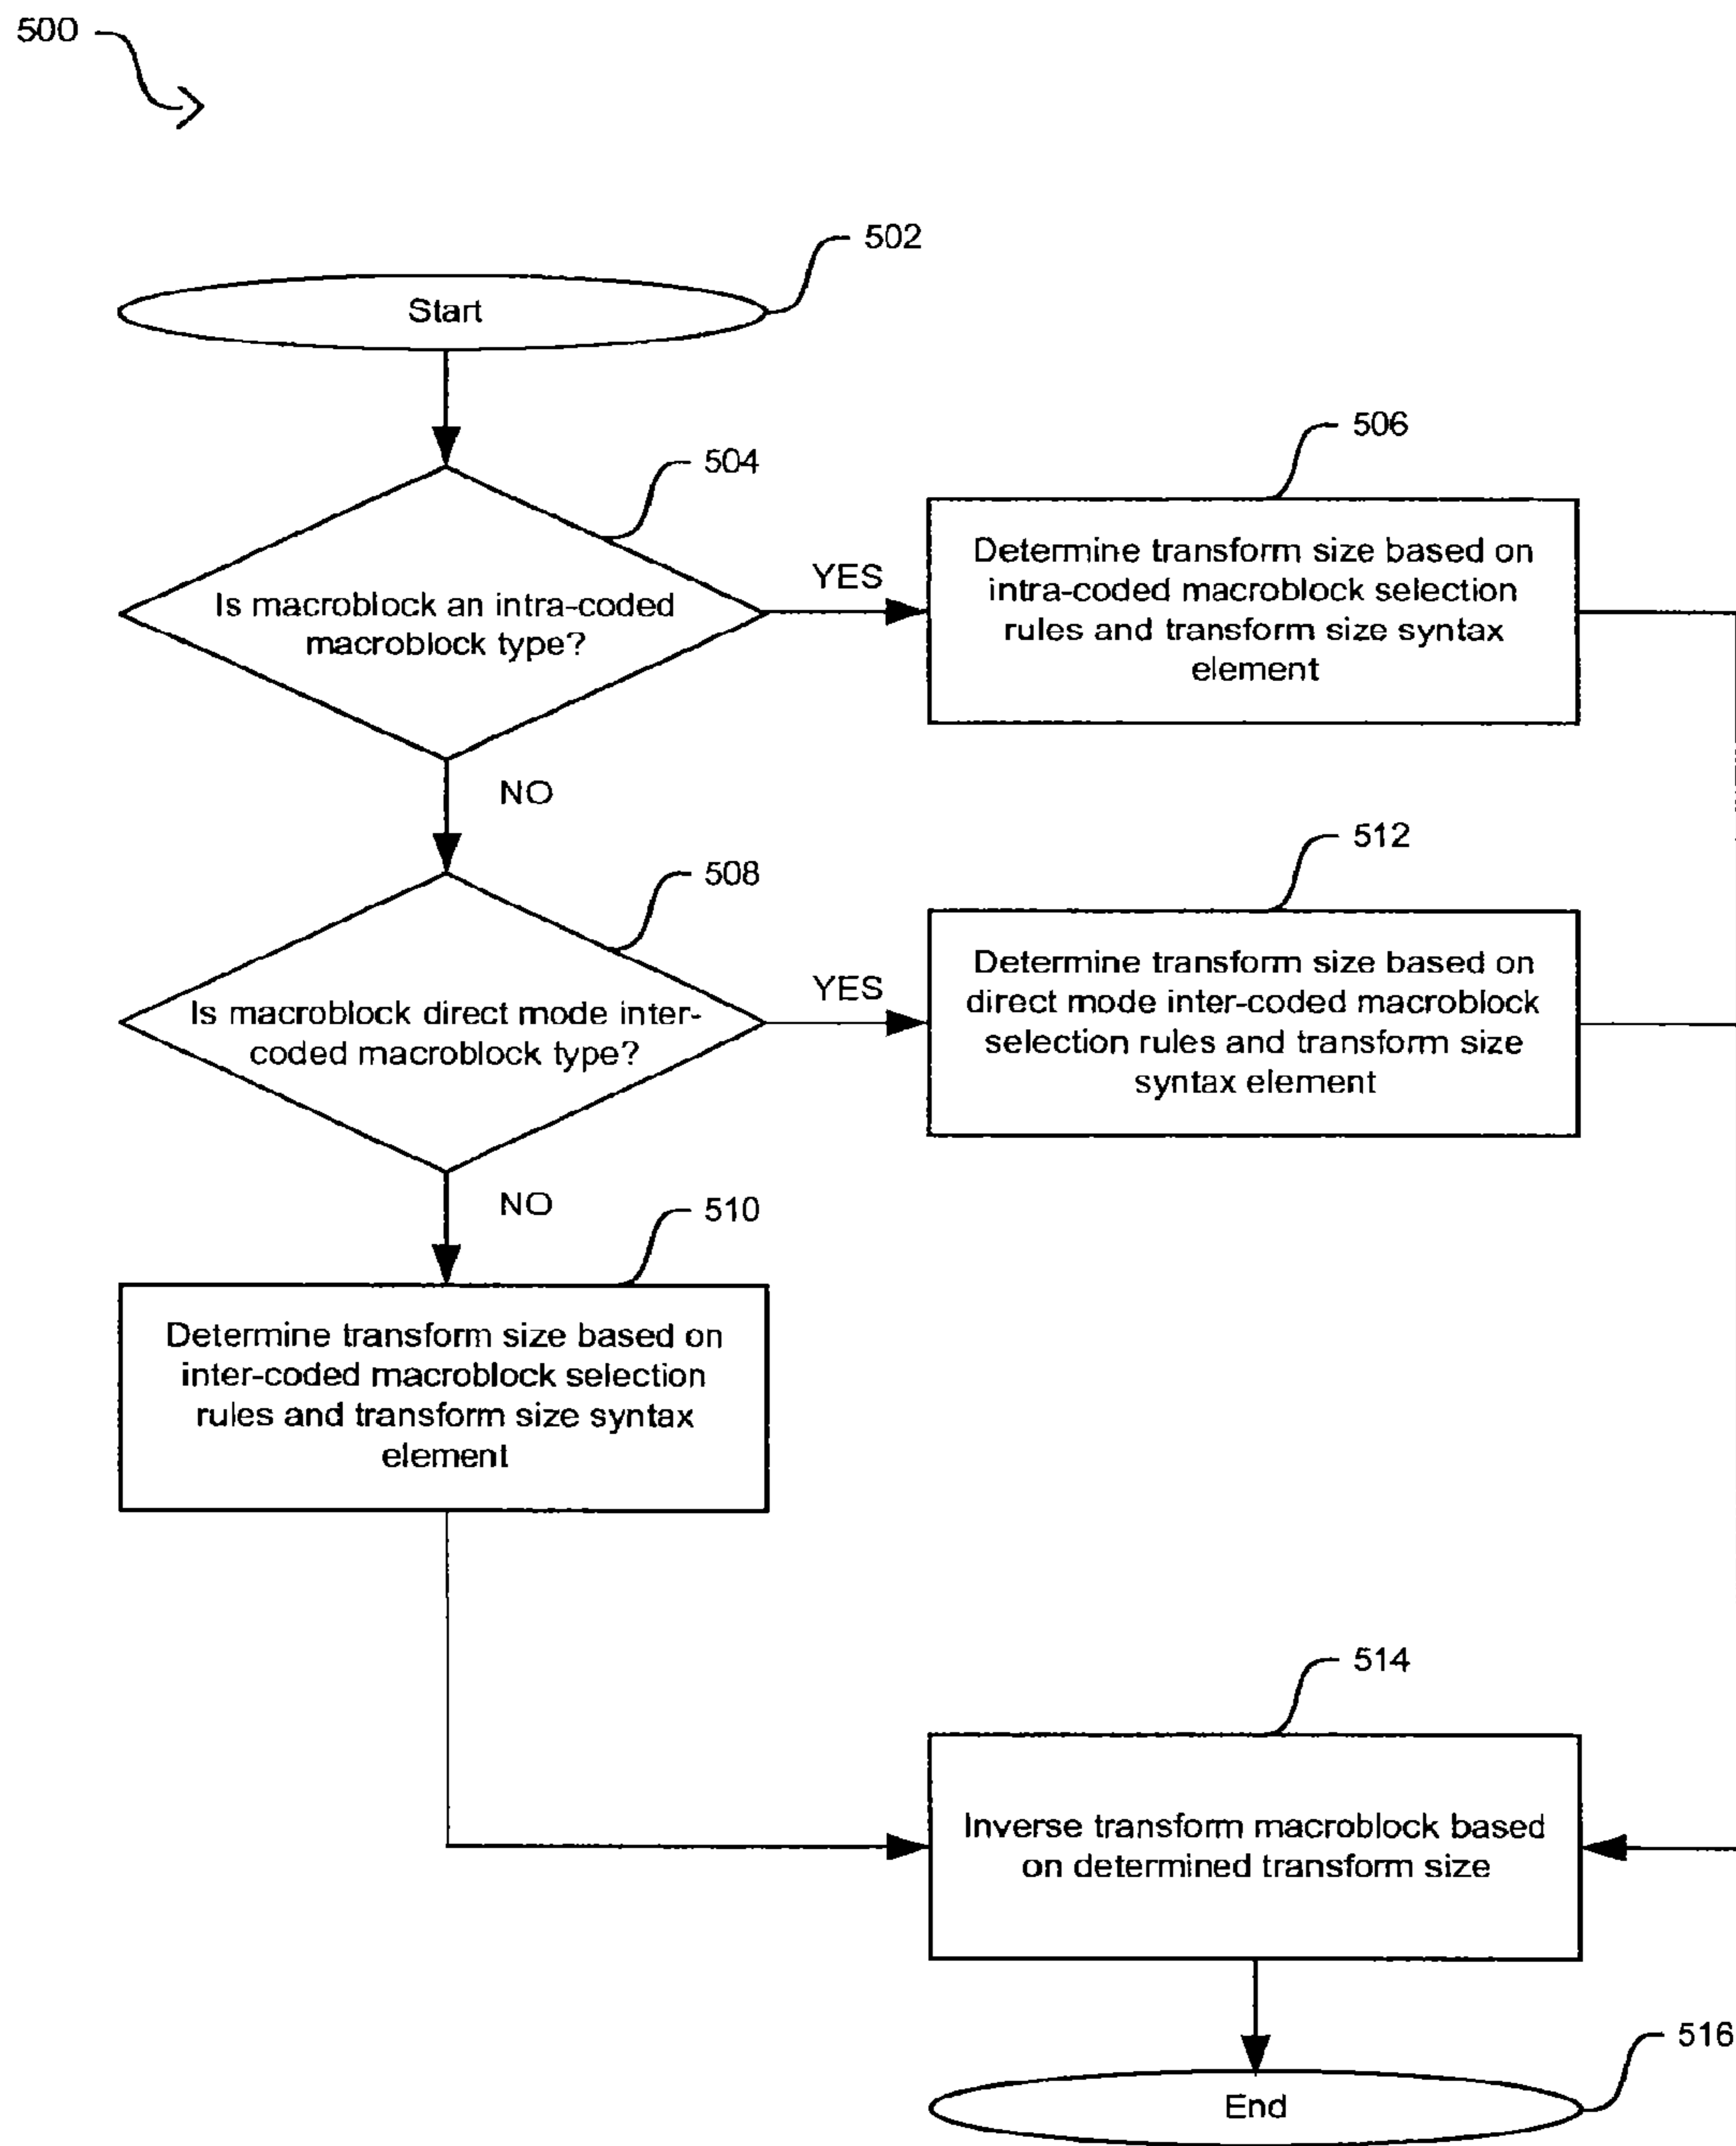 500
502
Start
504
506
Is macroblock an intra-coded
macroblock type?
YES
Determine transform size based on
intra-coded macroblock selection
rules and transform size syntax
element
NO
508
512
Is macroblock direct mode inter-
coded macroblock type?
YES
Determine transform size based on
direct mode inter-coded macroblock
selection rules and transform size
syntax element
NO
510
Determine transform size based on
inter-coded macroblock selection
rules and transform size syntax
element
514
Inverse transform macroblock based
on determined transform size
516
End